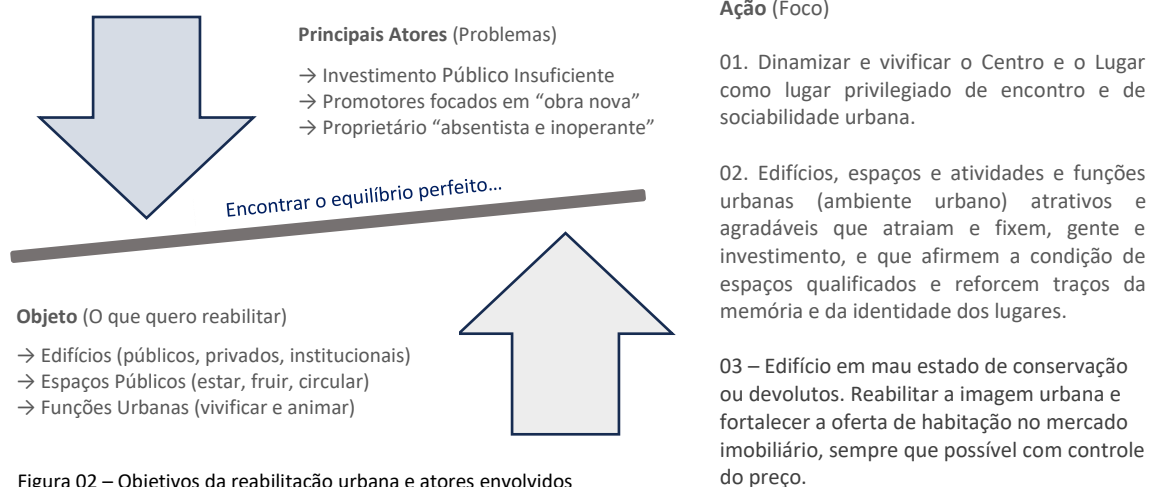 Principais Atores (Problemas)
→ Investimento Público Insuficiente
→ Promotores focados em “obra nova”
→ Proprietário “absentista e inoperante”
Encontrar o equilíbrio perfeito...
Objeto (O que quero reabilitar)
→ Edifícios (públicos, privados, institucionais)
→ Espaços Públicos (estar, fruir, circular)
→ Funções Urbanas (vivificar e animar)
Figura 02 – Objetivos da reabilitação urbana e atores envolvidos
Ação (Foco)
01. Dinamizar e vivificar o Centro e o Lugar
como lugar privilegiado de encontro e de
sociabilidade urbana.
02. Edifícios, espaços e atividades e funções
urbanas (ambiente urbano) atrativos e
agradáveis que atraiam e fixem, gente e
investimento, e que afirmem a condição de
espaços qualificados e reforcem traços da
memória e da identidade dos lugares.
03 – Edifício em mau estado de conservação
ou devolutos. Reabilitar a imagem urbana e
fortalecer a oferta de habitação no mercado
imobiliário, sempre que possível com controle
do preço.